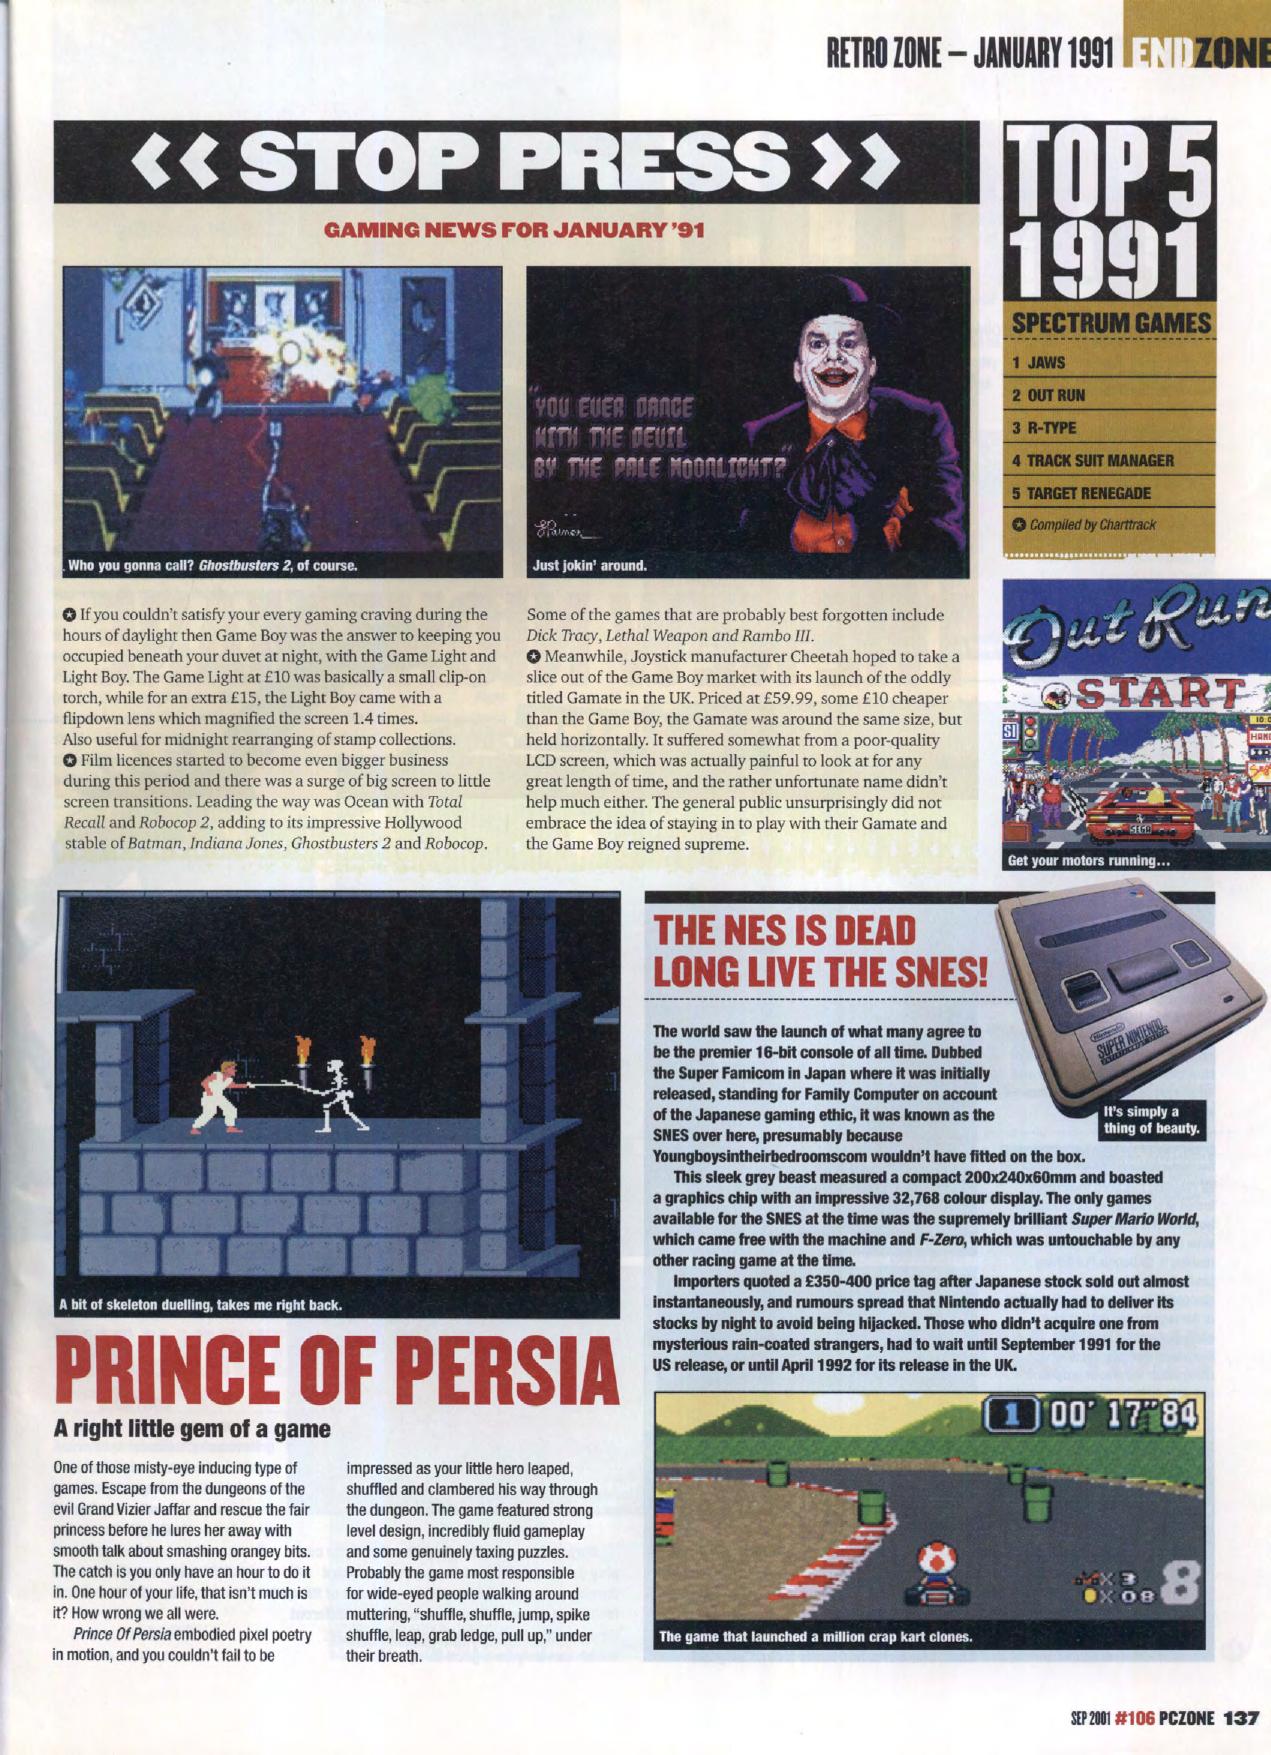 RETRO ZONE – JANUARY 1991 ENDZONE
<< STOP PRESS >>
GAMING NEWS FOR JANUARY '91
Who you gonna call? Ghostbusters 2, of course.
"YOU EVER DANCE
WITH THE DEVIL
BY THE PALE MOONLIGHT?"
Just jokin' around.
✪ If you couldn't satisfy your every gaming craving during the
hours of daylight then Game Boy was the answer to keeping you
occupied beneath your duvet at night, with the Game Light and
Light Boy. The Game Light at £10 was basically a small clip-on
torch, while for an extra £15, the Light Boy came with a
flipdown lens which magnified the screen 1.4 times.
Also useful for midnight rearranging of stamp collections.
✪ Film licences started to become even bigger business
during this period and there was a surge of big screen to little
screen transitions. Leading the way was Ocean with Total
Recall and Robocop 2, adding to its impressive Hollywood
stable of Batman, Indiana Jones, Ghostbusters 2 and Robocop.
Some of the games that are probably best forgotten include
Dick Tracy, Lethal Weapon and Rambo III.
✪ Meanwhile, Joystick manufacturer Cheetah hoped to take a
slice out of the Game Boy market with its launch of the oddly
titled Gamate in the UK. Priced at £59.99, some £10 cheaper
than the Game Boy, the Gamate was around the same size, but
held horizontally. It suffered somewhat from a poor-quality
LCD screen, which was actually painful to look at for any
great length of time, and the rather unfortunate name didn't
help much either. The general public unsurprisingly did not
embrace the idea of staying in to play with their Gamate and
the Game Boy reigned supreme.
TOP 5
1991
SPECTRUM GAMES
1 JAWS
2 OUT RUN
3 R-TYPE
4 TRACK SUIT MANAGER
5 TARGET RENEGADE
✪ Compiled by Charttrack
Out Run
START
SEGA
Get your motors running...
A bit of skeleton duelling, takes me right back.
PRINCE OF PERSIA
A right little gem of a game
One of those misty-eye inducing type of
games. Escape from the dungeons of the
evil Grand Vizier Jaffar and rescue the fair
princess before he lures her away with
smooth talk about smashing orangey bits.
The catch is you only have an hour to do it
in. One hour of your life, that isn't much is
it? How wrong we all were.
Prince Of Persia embodied pixel poetry
in motion, and you couldn't fail to be
impressed as your little hero leaped,
shuffled and clambered his way through
the dungeon. The game featured strong
level design, incredibly fluid gameplay
and some genuinely taxing puzzles.
Probably the game most responsible
for wide-eyed people walking around
muttering, "shuffle, shuffle, jump, spike
shuffle, leap, grab ledge, pull up," under
their breath.
THE NES IS DEAD
LONG LIVE THE SNES!
The world saw the launch of what many agree to
be the premier 16-bit console of all time. Dubbed
the Super Famicom in Japan where it was initially
released, standing for Family Computer on account
of the Japanese gaming ethic, it was known as the
SNES over here, presumably because
Youngboysintheirbedroomscom wouldn't have fitted on the box.
This sleek grey beast measured a compact 200x240x60mm and boasted
a graphics chip with an impressive 32,768 colour display. The only games
available for the SNES at the time was the supremely brilliant Super Mario World,
which came free with the machine and F-Zero, which was untouchable by any
other racing game at the time.
Importers quoted a £350-400 price tag after Japanese stock sold out almost
instantaneously, and rumours spread that Nintendo actually had to deliver its
stocks by night to avoid being hijacked. Those who didn't acquire one from
mysterious rain-coated strangers, had to wait until September 1991 for the
US release, or until April 1992 for its release in the UK.
Nintendo
SUPER NINTENDO
It's simply a
thing of beauty.
1 00' 17"84
X 3
X 08
8
The game that launched a million crap kart clones.
SEP 2001 #106 PCZONE 137